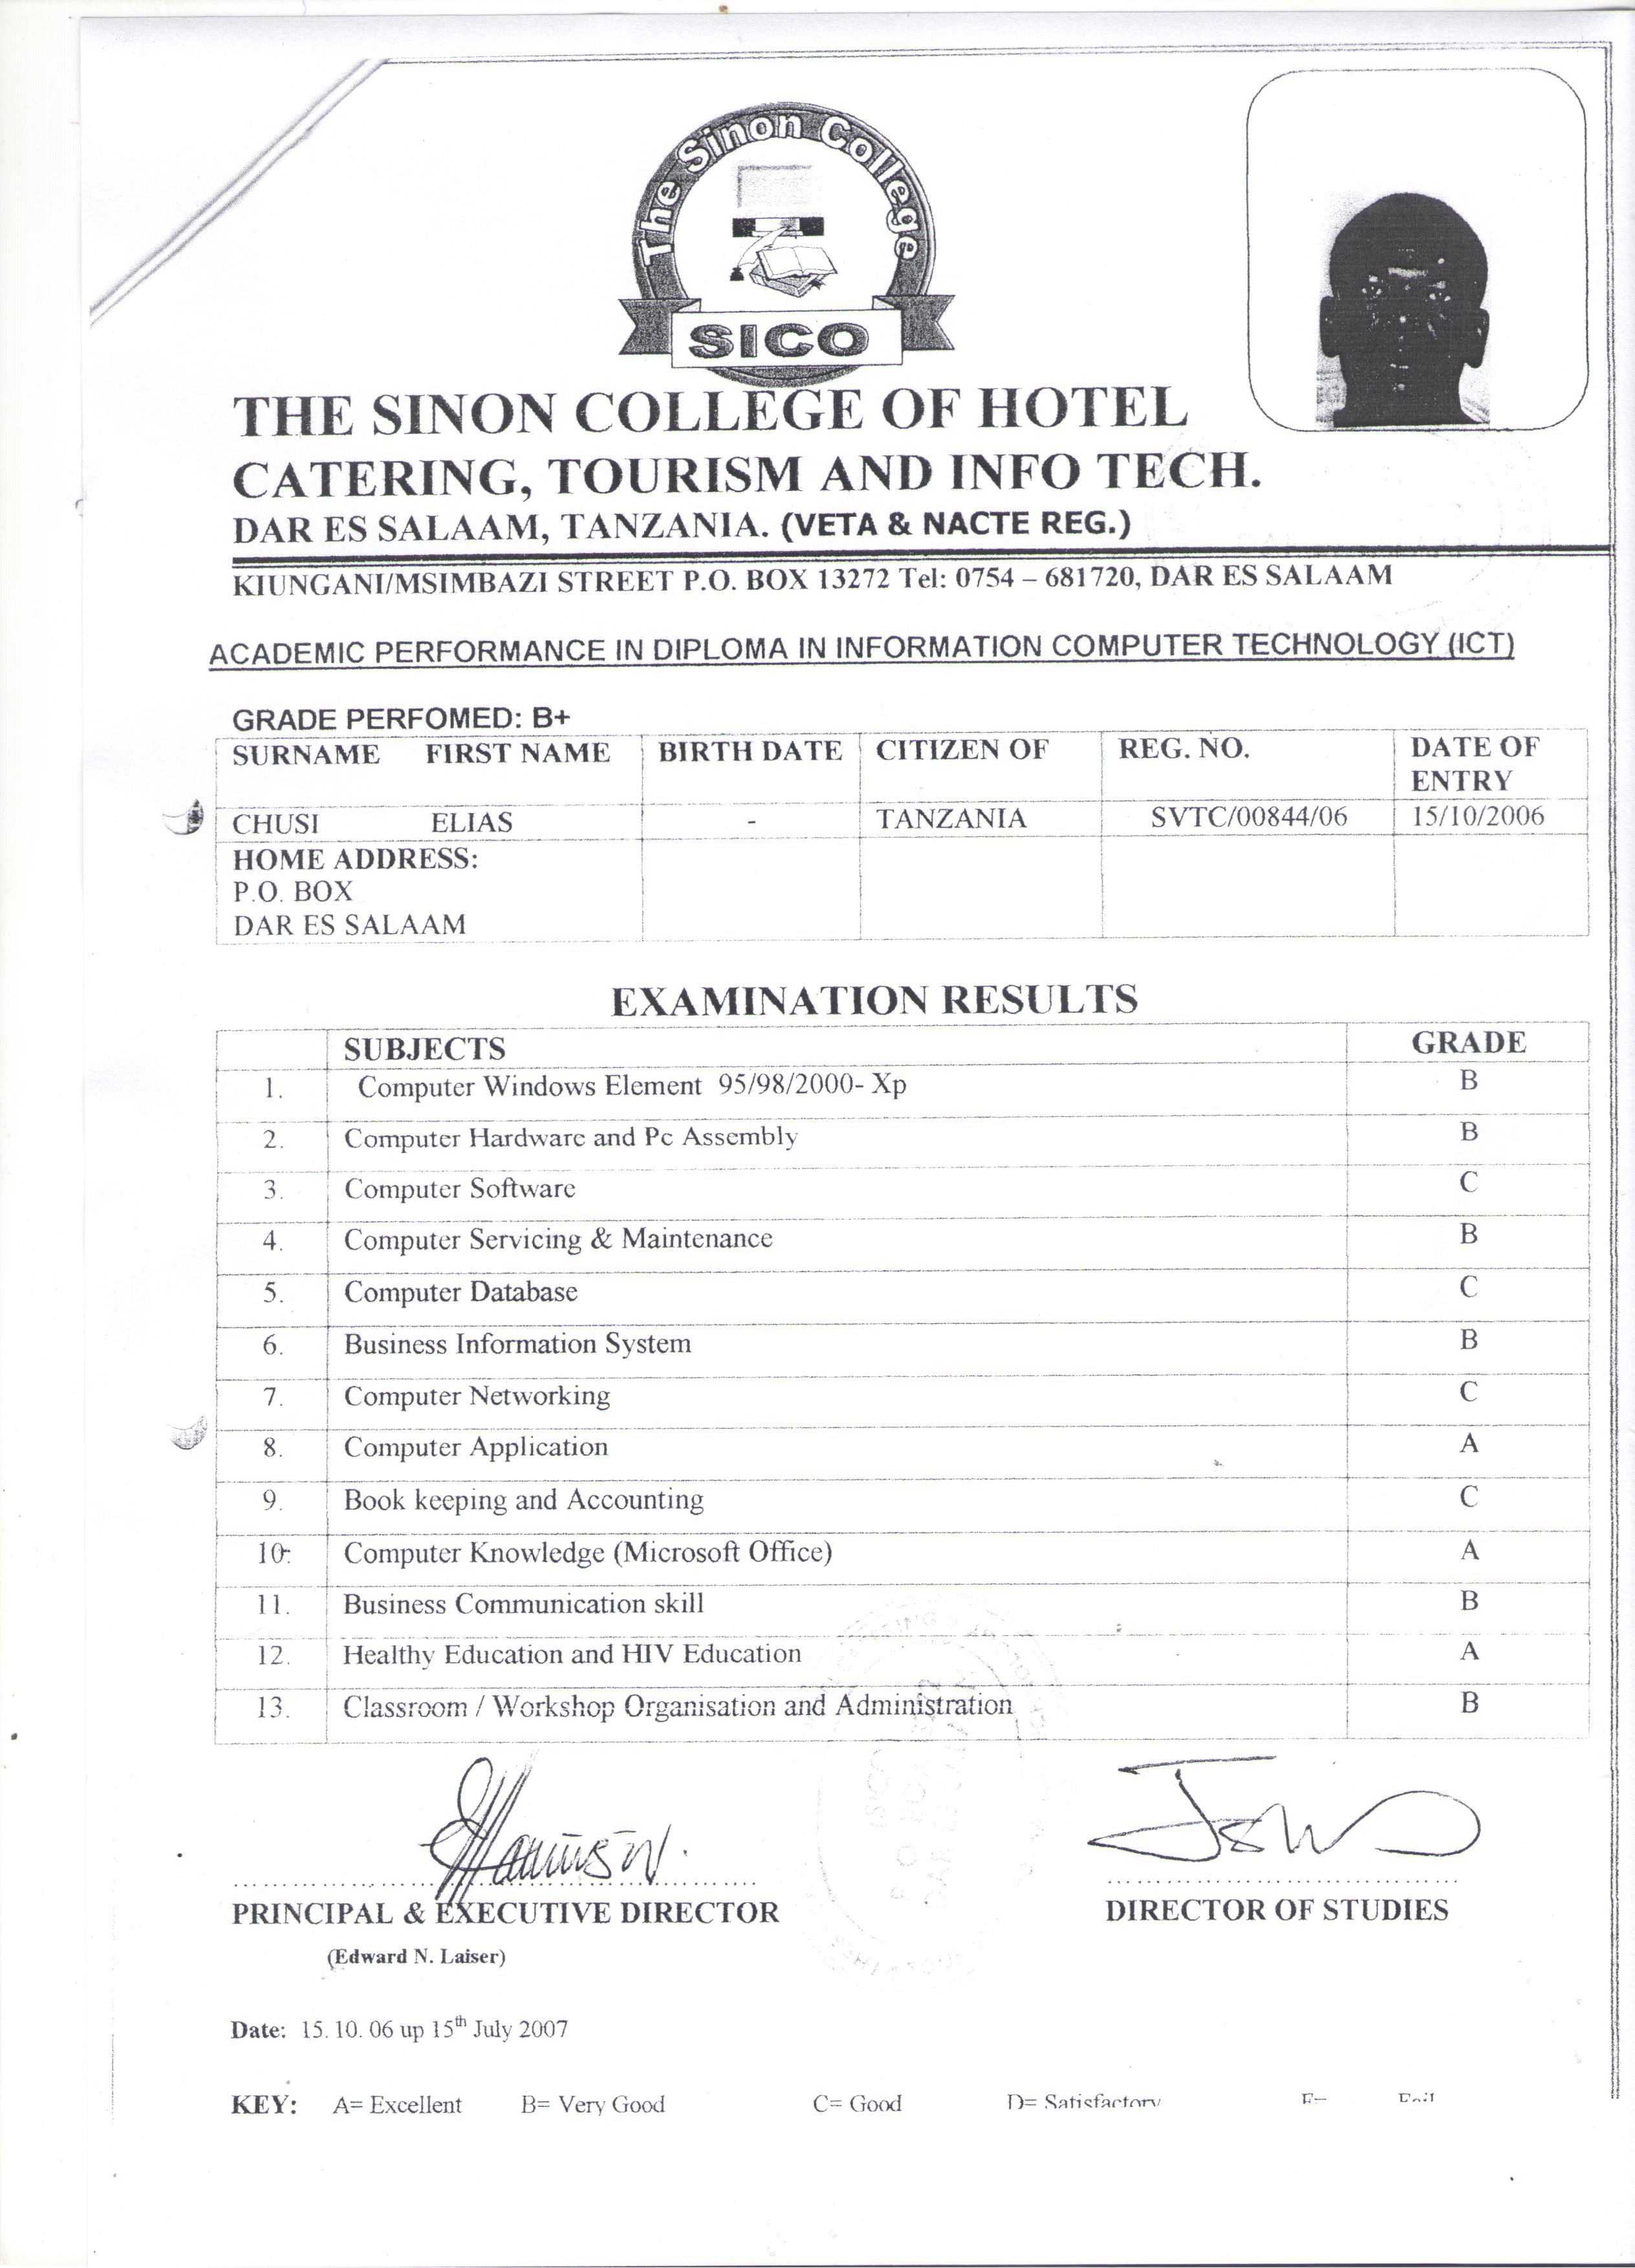 The Sinon College
SICO
THE SINON COLLEGE OF HOTEL
CATERING, TOURISM AND INFO TECH.
DAR ES SALAAM, TANZANIA. (VETA & NACTE REG.)
KIUNGANI/MSIMBAZI STREET P.O. BOX 13272 Tel: 0754 – 681720, DAR ES SALAAM
ACADEMIC PERFORMANCE IN DIPLOMA IN INFORMATION COMPUTER TECHNOLOGY (ICT)
GRADE PERFOMED: B+
SURNAME FIRST NAME BIRTH DATE CITIZEN OF REG. NO. DATE OF ENTRY
CHUSI ELIAS - TANZANIA SVTC/00844/06 15/10/2006
HOME ADDRESS:
P.O. BOX
DAR ES SALAAM
EXAMINATION RESULTS
SUBJECTS GRADE
1. Computer Windows Element 95/98/2000- Xp B
2. Computer Hardware and Pc Assembly B
3. Computer Software C
4. Computer Servicing & Maintenance B
5. Computer Database C
6. Business Information System B
7. Computer Networking C
8. Computer Application A
9. Book keeping and Accounting C
10. Computer Knowledge (Microsoft Office) A
11. Business Communication skill B
12. Healthy Education and HIV Education A
13. Classroom / Workshop Organisation and Administration B
PRINCIPAL & EXECUTIVE DIRECTOR DIRECTOR OF STUDIES
(Edward N. Laiser)
Date: 15. 10. 06 up 15th July 2007
KEY: A= Excellent B= Very Good C= Good D= Satisfactory F= Fail